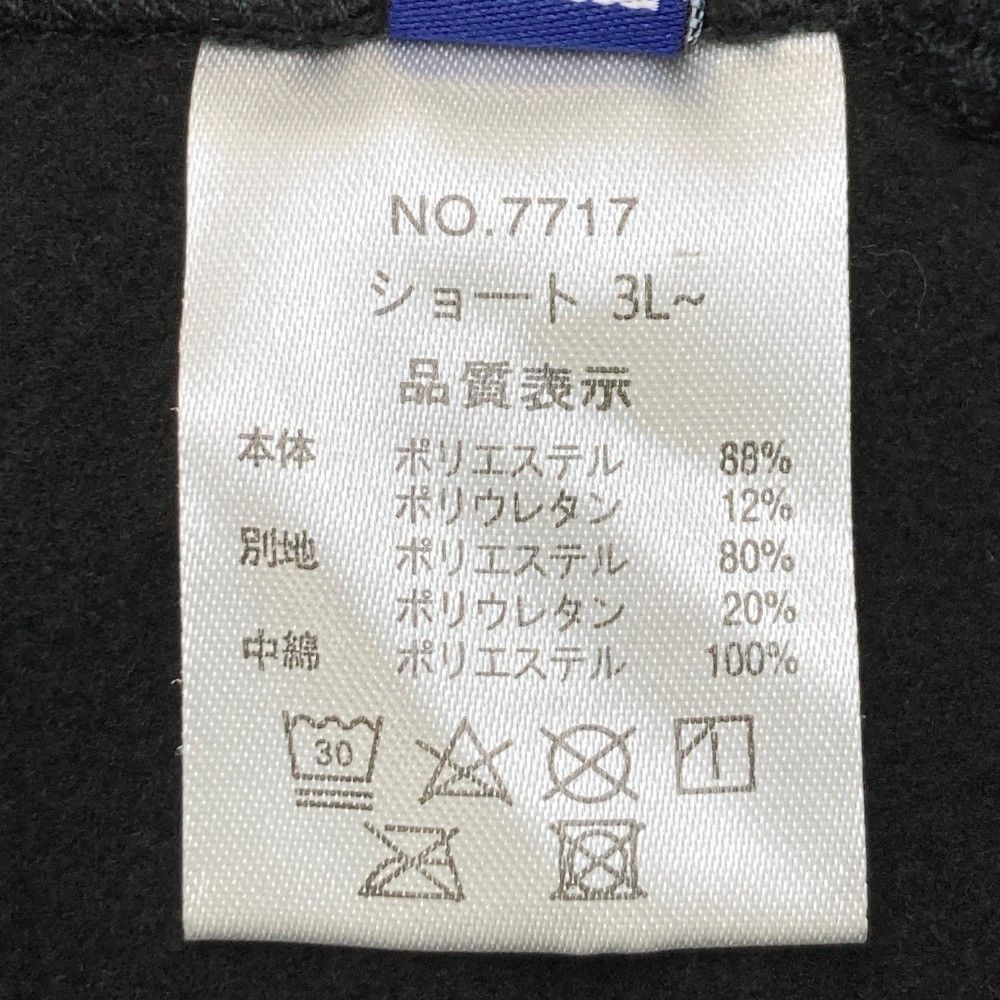 NO.7717
ショート 3L~
品質表示
本体 ポリエステル 88%
ポリウレタン 12%
別地 ポリエステル 80%
ポリウレタン 20%
中綿 ポリエステル 100%
30